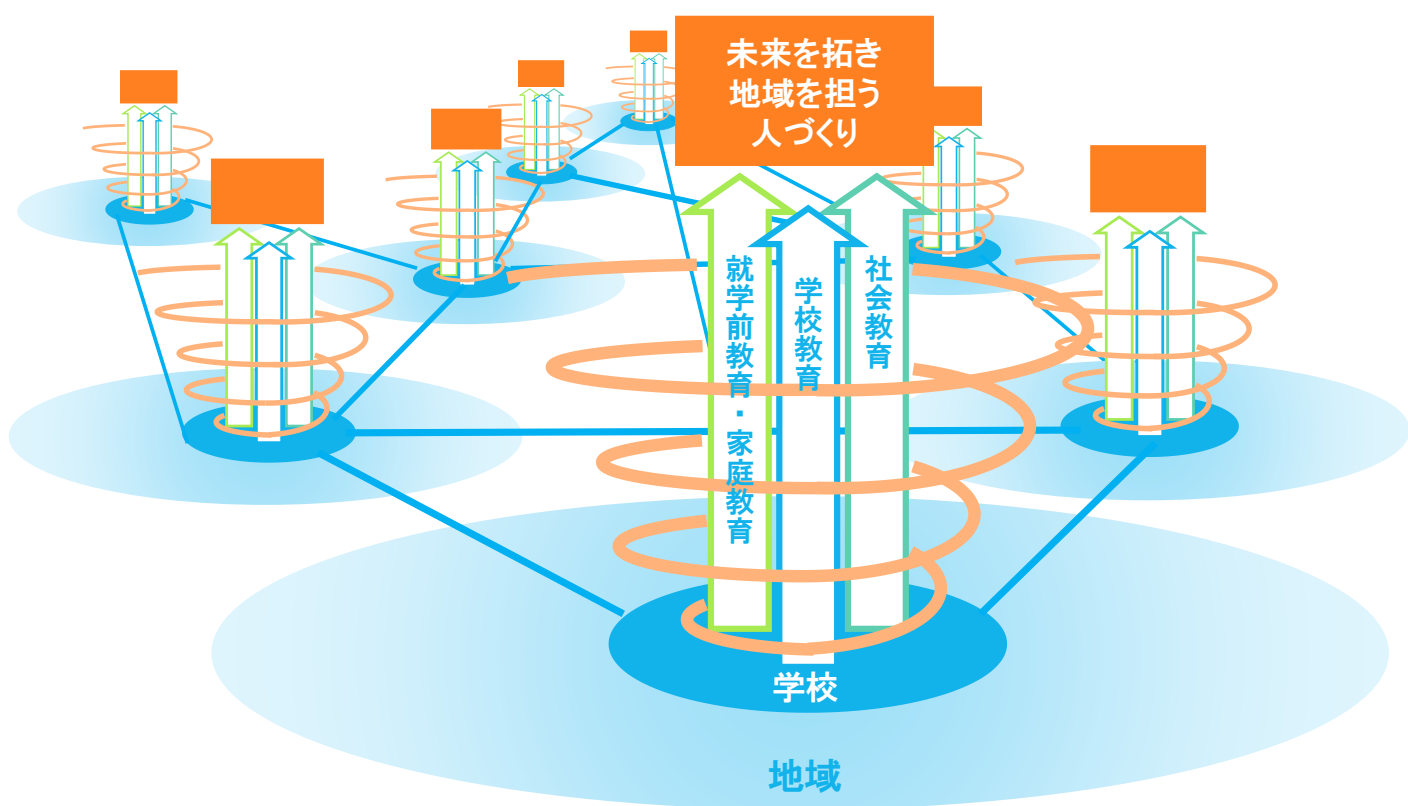 未来を拓き
地域を担う
人づくり
就学前教育・家庭教育
学校教育
社会教育
学校
地域